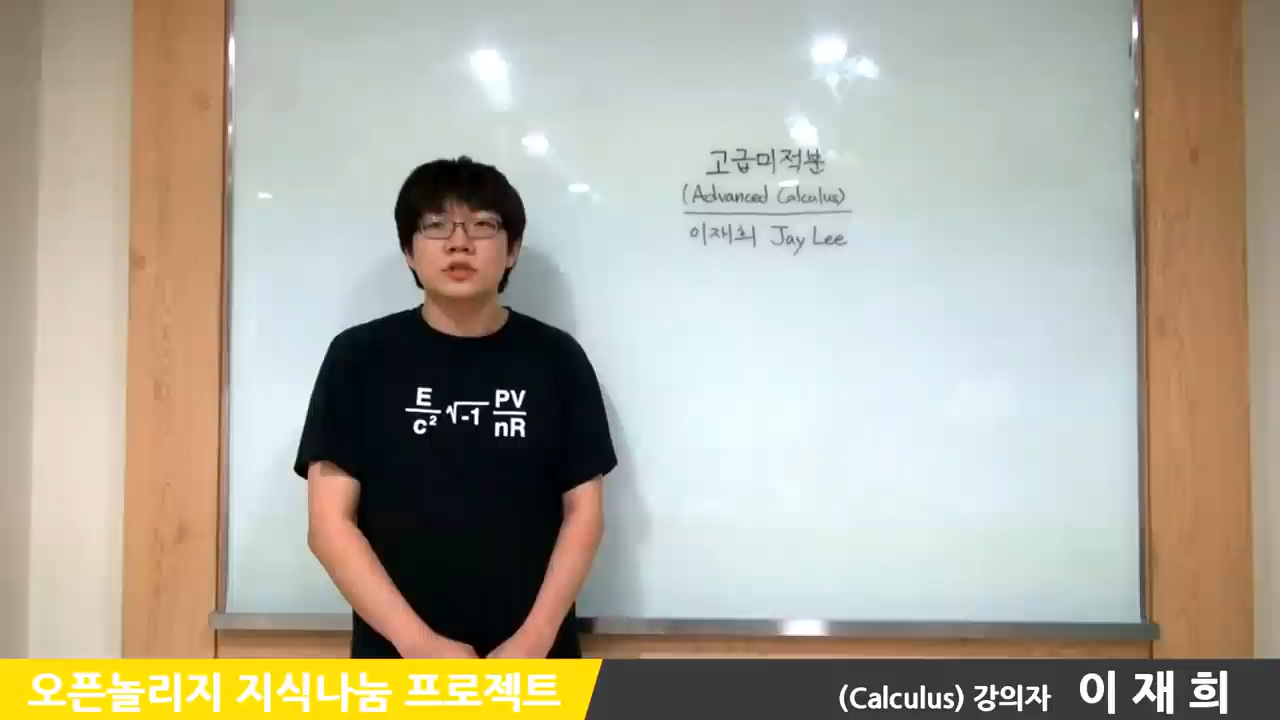 고급미적분
(Advanced Calculus)
이재희 Jay Lee
E/c² √-1 PV/nR
오픈놀리지 지식나눔 프로젝트
(Calculus) 강의자 이재희